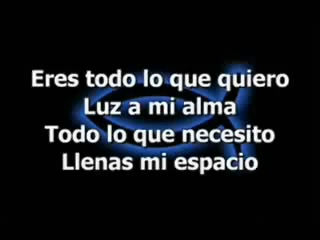 Eres todo lo que quiero
Luz a mi alma
Todo lo que necesito
Llenas mi espacio